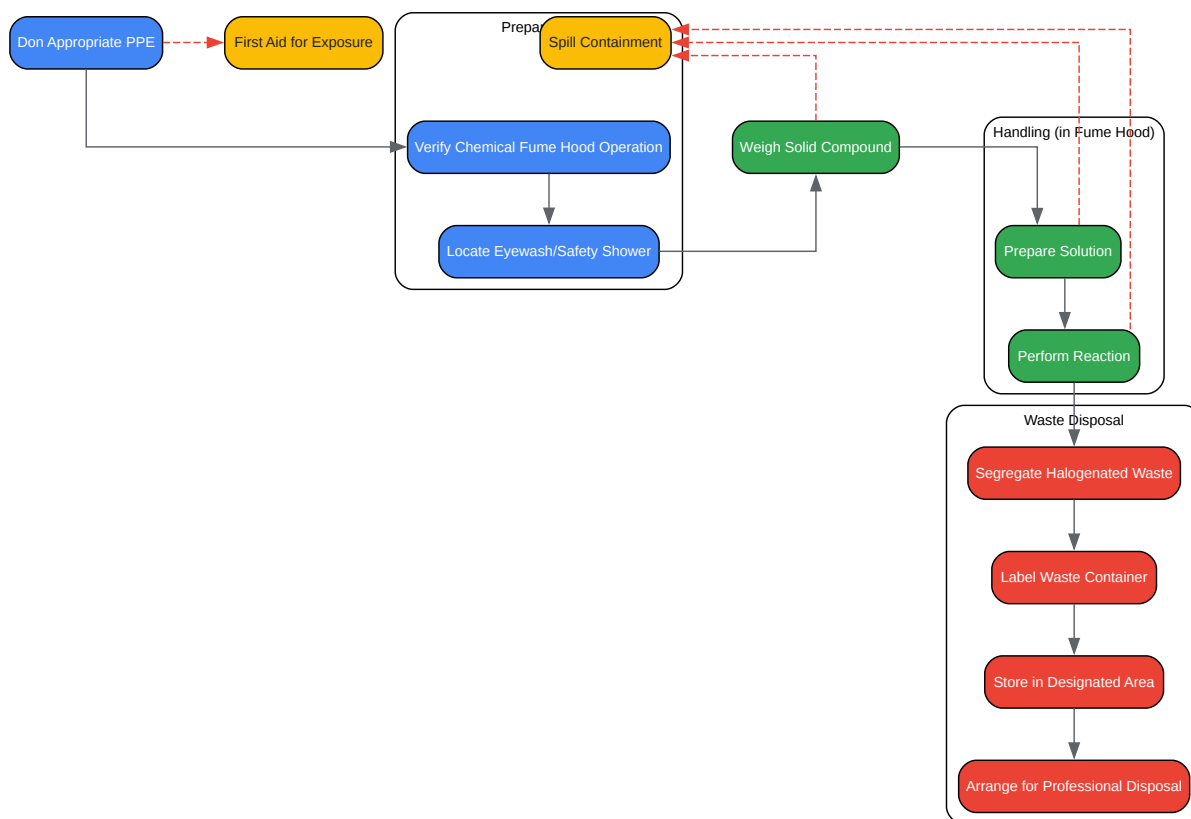 Don Appropriate PPE
First Aid for Exposure
Spill Containment
Verify Chemical Fume Hood Operation
Weigh Solid Compound
Handling (in Fume Hood)
Locate Eyewash/Safety Shower
Prepare Solution
Perform Reaction
Waste Disposal
Segregate Halogenated Waste
Label Waste Container
Store in Designated Area
Arrange for Professional Disposal